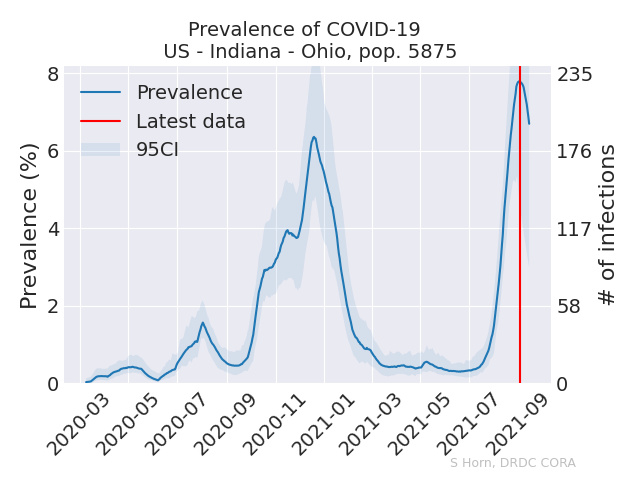 Prevalence of COVID-19
US - Indiana - Ohio, pop. 5875
Prevalence (%)
8
6
4
2
0
Prevalence
Latest data
95CI
235
176
117
58
0
# of infections
2020-03
2020-05
2020-07
2020-09
2020-11
2021-01
2021-03
2021-05
2021-07
2021-09
S Horn, DRDC CORA